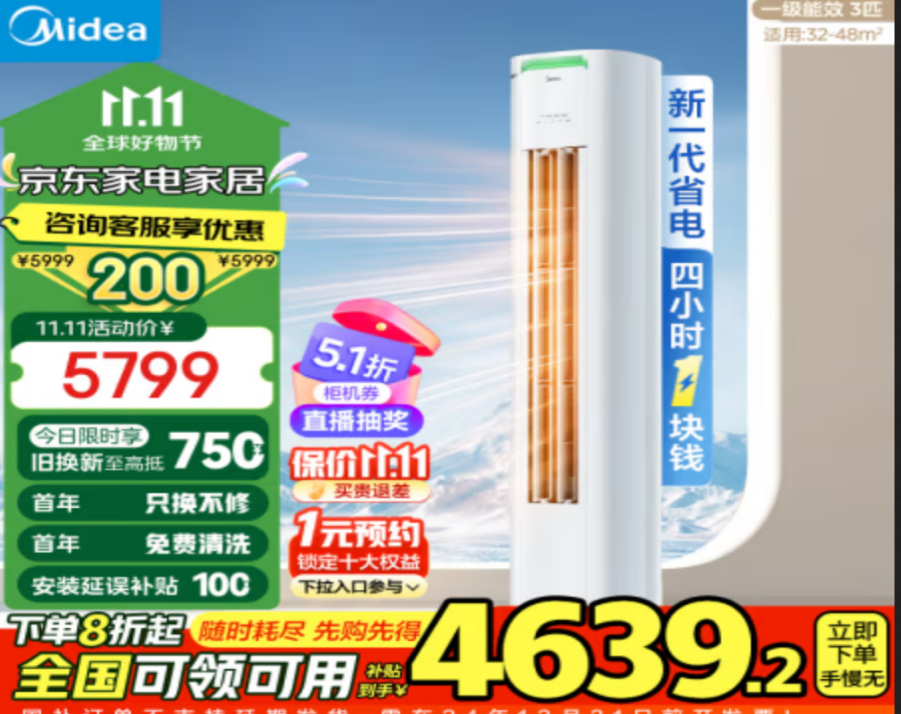 Midea
一级能效 3匹
适用:32-48m²
11.11
全球好物节
京东家电家居
咨询客服享优惠
¥5999 200 ¥5999
11.11活动价¥
5799
今日限时享
旧换新至高抵 750
首年 只换不修
首年 免费清洗
安装延误补贴 100
5.1折
柜机券
直播抽奖
保价11.11
买贵退差
1元预约
锁定十大权益
下拉入口参与
新一代省电
四小时1块钱
下单8折起 随时耗尽 先购先得
全国可领可用
补贴到手¥ 4639.2
立即
下单
手慢无